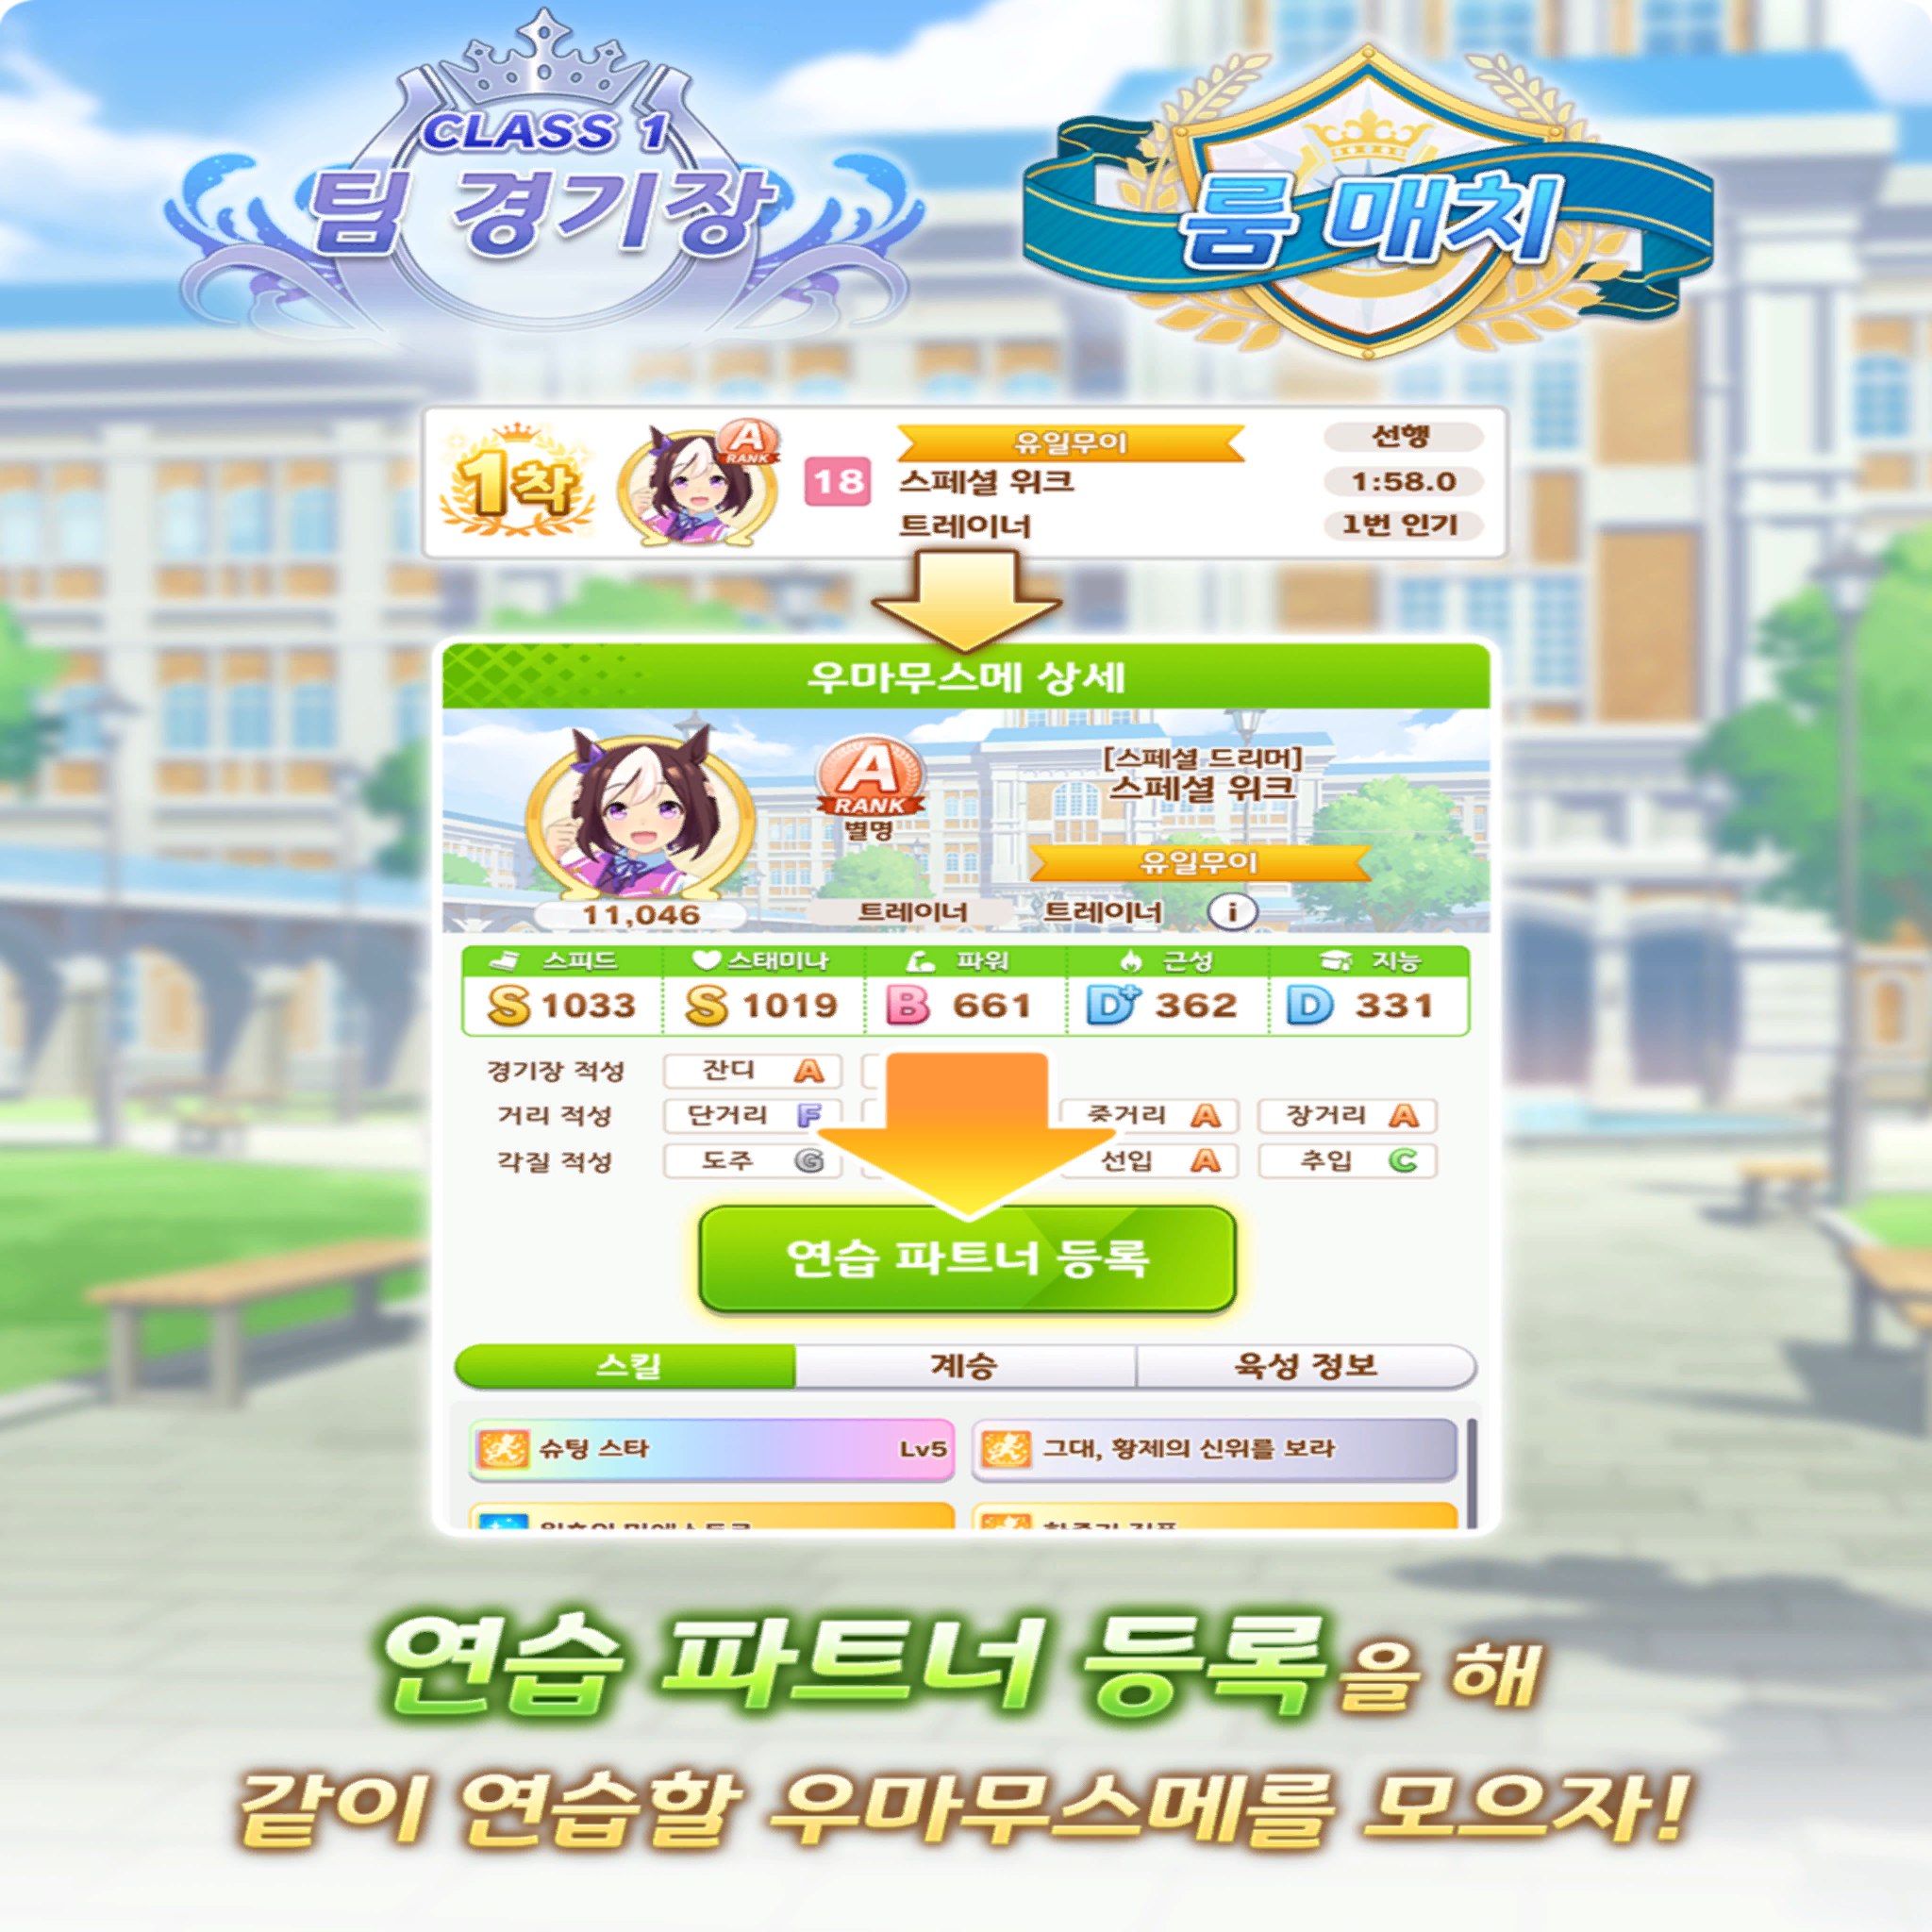 CLASS 1
팀 경기장
룸 매치
1착
A
RANK
18
유일무이
스페셜 위크
트레이너
선행
1:58.0
1번 인기
우마무스메 상세
A
RANK
별명
[스페셜 드리머]
스페셜 위크
유일무이
11,046
트레이너
트레이너 i
스피드 스태미나 파워 근성 지능
S 1033 S 1019 B 661 D+ 362 D 331
경기장 적성 잔디 A
거리 적성 단거리 F 중거리 A 장거리 A
각질 적성 도주 G 선입 A 추입 C
연습 파트너 등록
스킬 계승 육성 정보
슈팅 스타 Lv5 그대, 황제의 신위를 보라
연습 파트너 등록을 해
같이 연습할 우마무스메를 모으자!